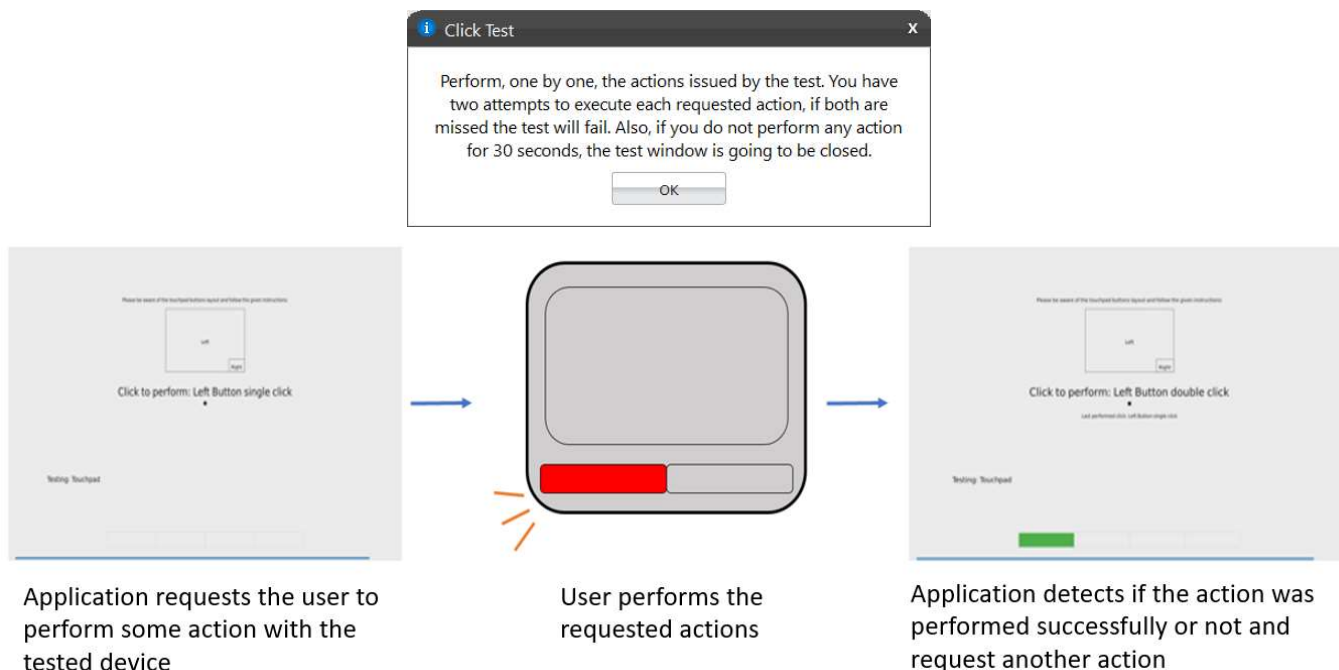 Click Test
X
Perform, one by one, the actions issued by the test. You have
two attempts to execute each requested action, if both are
missed the test will fail. Also, if you do not perform any action
for 30 seconds, the test window is going to be closed.
OK
Please be aware of the touchpad buttons layout and follow the given instructions:
Left
Right
Click to perform: Left Button single click
Testing: Touchpad
Please be aware of the touchpad buttons layout and follow the given instructions:
Left
Right
Click to perform: Left Button double click
Last performed click: Left Button single click
Testing: Touchpad
Application requests the user to
perform some action with the
tested device
User performs the
requested actions
Application detects if the action was
performed successfully or not and
request another action